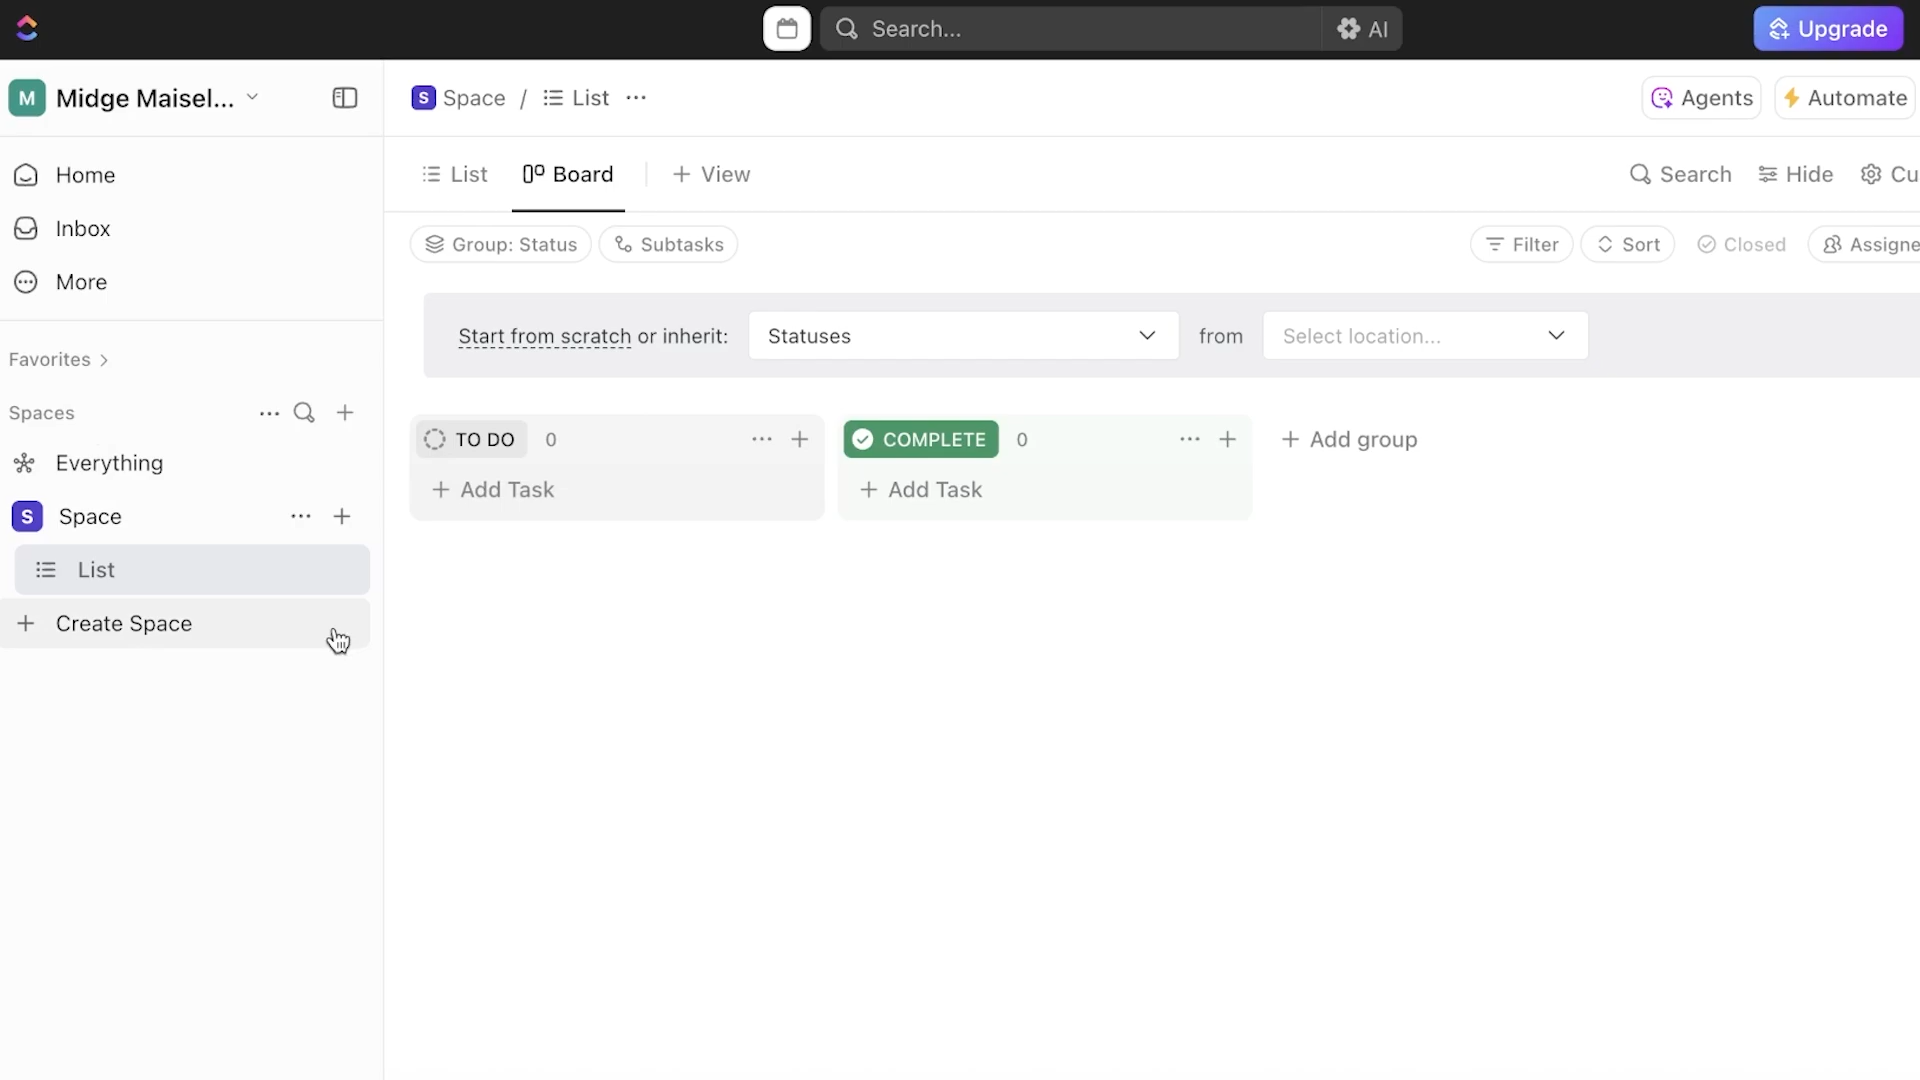 Search...
AI
Upgrade
M Midge Maisel...
S Space / List
Agents
Automate
Home
Inbox
More
List
Board
View
Search
Hide
Cu
Group: Status
Subtasks
Filter
Sort
Closed
Assigne
Start from scratch or inherit:
Statuses
from
Select location...
Favorites
Spaces
Everything
S Space
List
Create Space
TO DO 0
Add Task
COMPLETE 0
Add Task
Add group